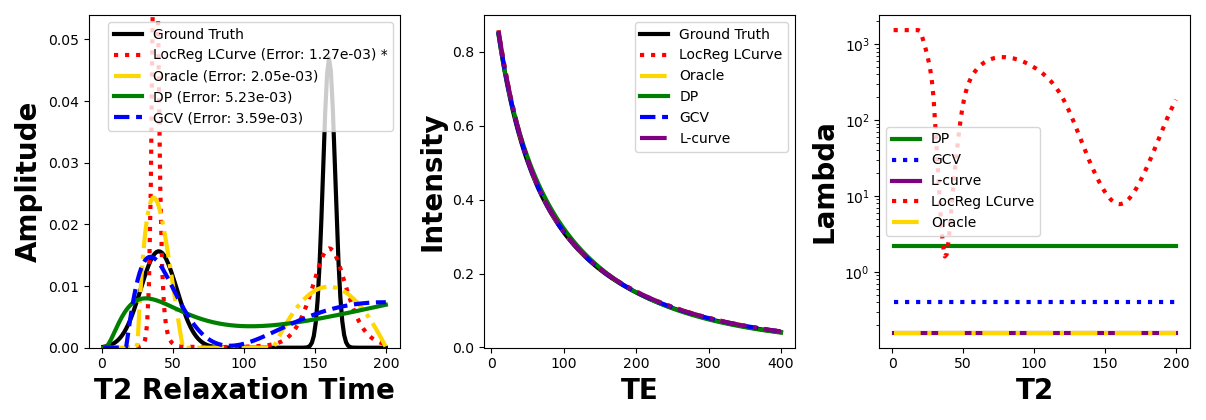 Amplitude
0.05
0.04
0.03
0.02
0.01
0.00
Ground Truth
LocReg LCurve (Error: 1.27e-03) *
Oracle (Error: 2.05e-03)
DP (Error: 5.23e-03)
GCV (Error: 3.59e-03)
0 50 100 150 200
T2 Relaxation Time
Intensity
0.8
0.6
0.4
0.2
0.0
Ground Truth
LocReg LCurve
Oracle
DP
GCV
L-curve
0 100 200 300 400
TE
Lambda
10³
10²
10¹
10⁰
DP
GCV
L-curve
LocReg LCurve
Oracle
0 50 100 150 200
T2